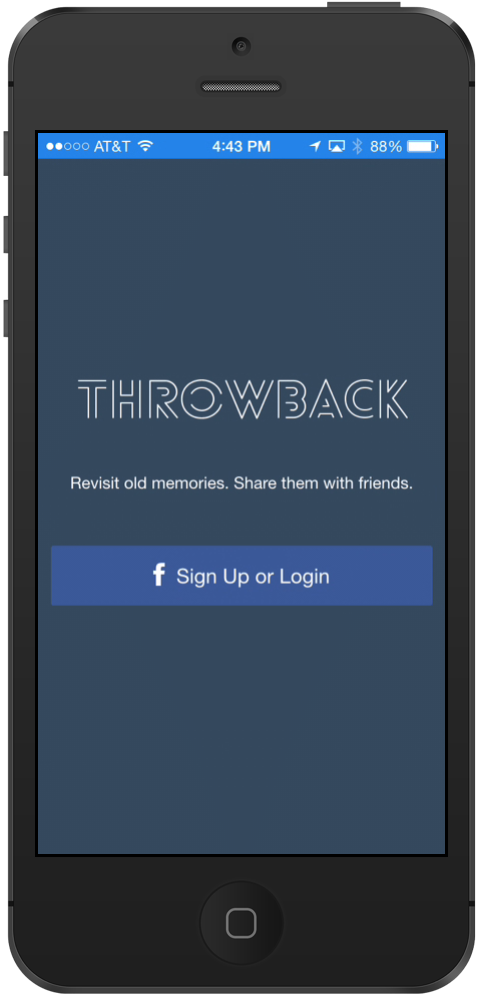 AT&T 4:43 PM 88%
THROWBACK
Revisit old memories. Share them with friends.
f Sign Up or Login